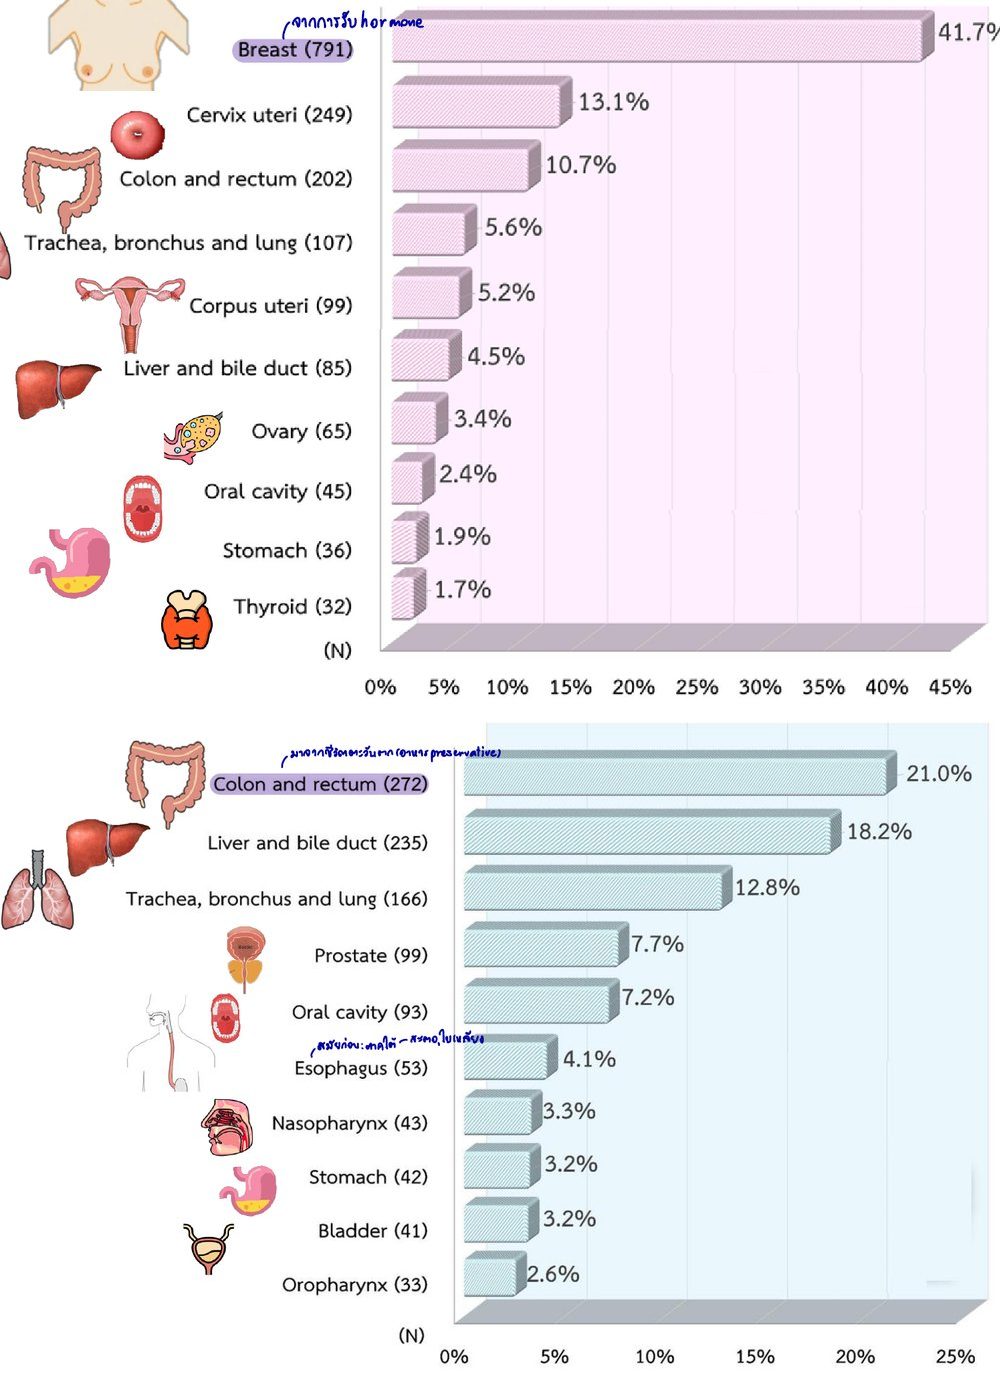 จากการรับ hormone
Breast (791)
41.7%
Cervix uteri (249)
13.1%
Colon and rectum (202)
10.7%
Trachea, bronchus and lung (107)
5.6%
Corpus uteri (99)
5.2%
Liver and bile duct (85)
4.5%
Ovary (65)
3.4%
Oral cavity (45)
2.4%
Stomach (36)
1.9%
Thyroid (32)
1.7%
(N)
0% 5% 10% 15% 20% 25% 30% 35% 40% 45%
(อาหาร preservative)
Colon and rectum (272)
21.0%
Liver and bile duct (235)
18.2%
Trachea, bronchus and lung (166)
12.8%
Prostate (99)
7.7%
Oral cavity (93)
7.2%
Esophagus (53)
4.1%
Nasopharynx (43)
3.3%
Stomach (42)
3.2%
Bladder (41)
3.2%
Oropharynx (33)
2.6%
(N)
0% 5% 10% 15% 20% 25%